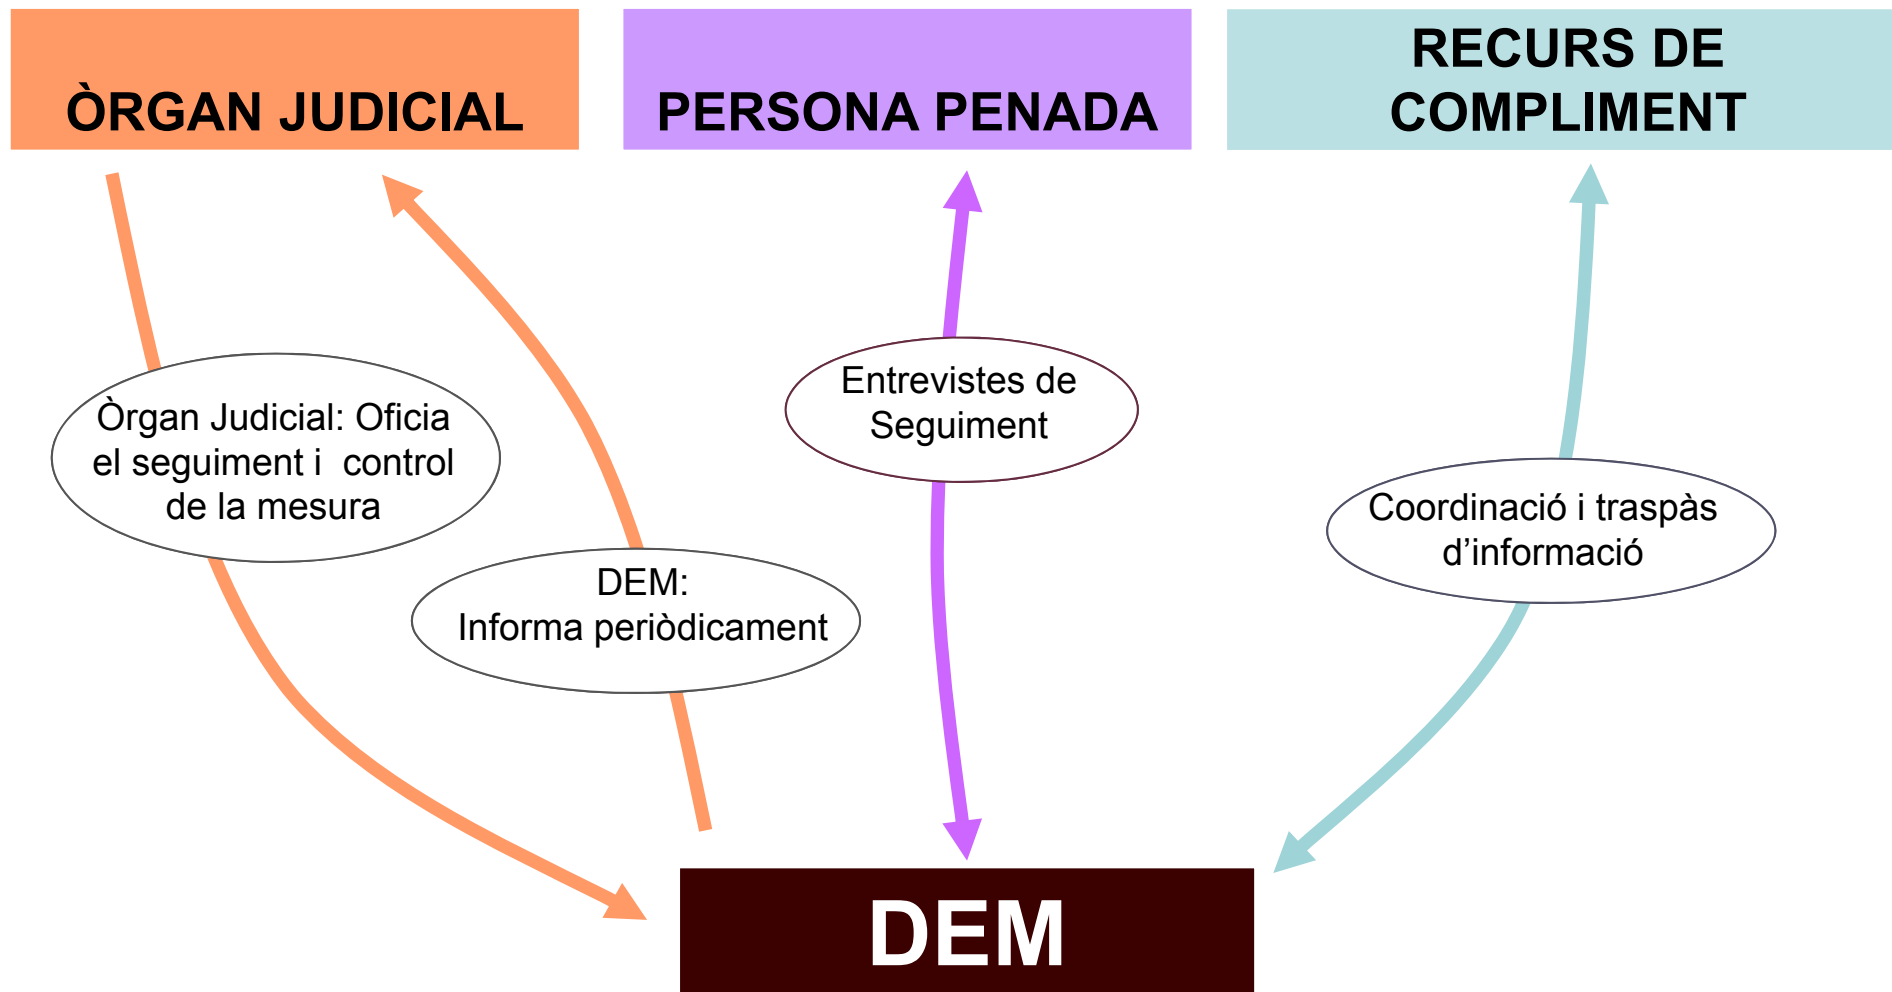 ÒRGAN JUDICIAL
PERSONA PENADA
RECURS DE
COMPLIMENT
Òrgan Judicial: Oficia
el seguiment i  control
de la mesura
DEM:
Informa periòdicament
Entrevistes de
Seguiment
Coordinació i traspàs
d’informació
DEM